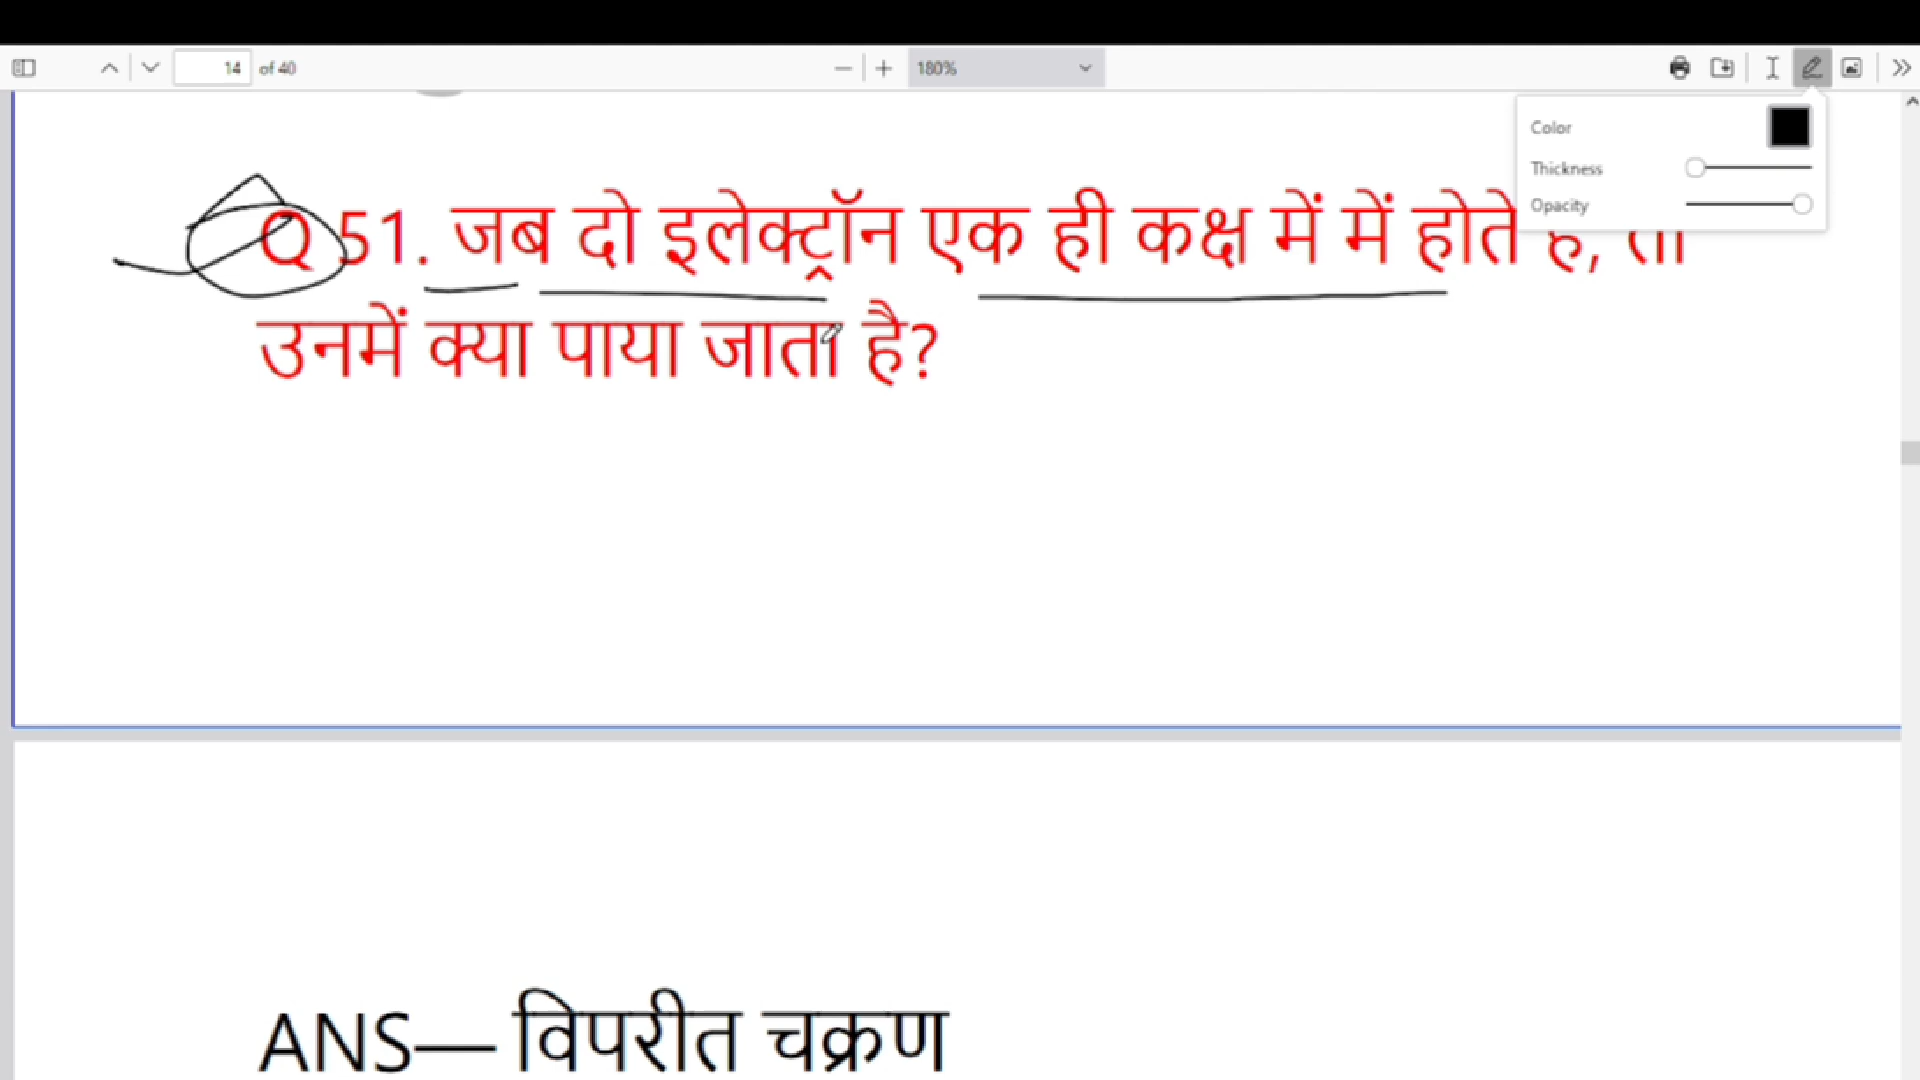 14 of 40
180%
Color
Thickness
Opacity
Q 51. जब दो इलेक्ट्रॉन एक ही कक्ष में में होते है, तो
उनमें क्या पाया जाता है?
ANS— विपरीत चक्रण